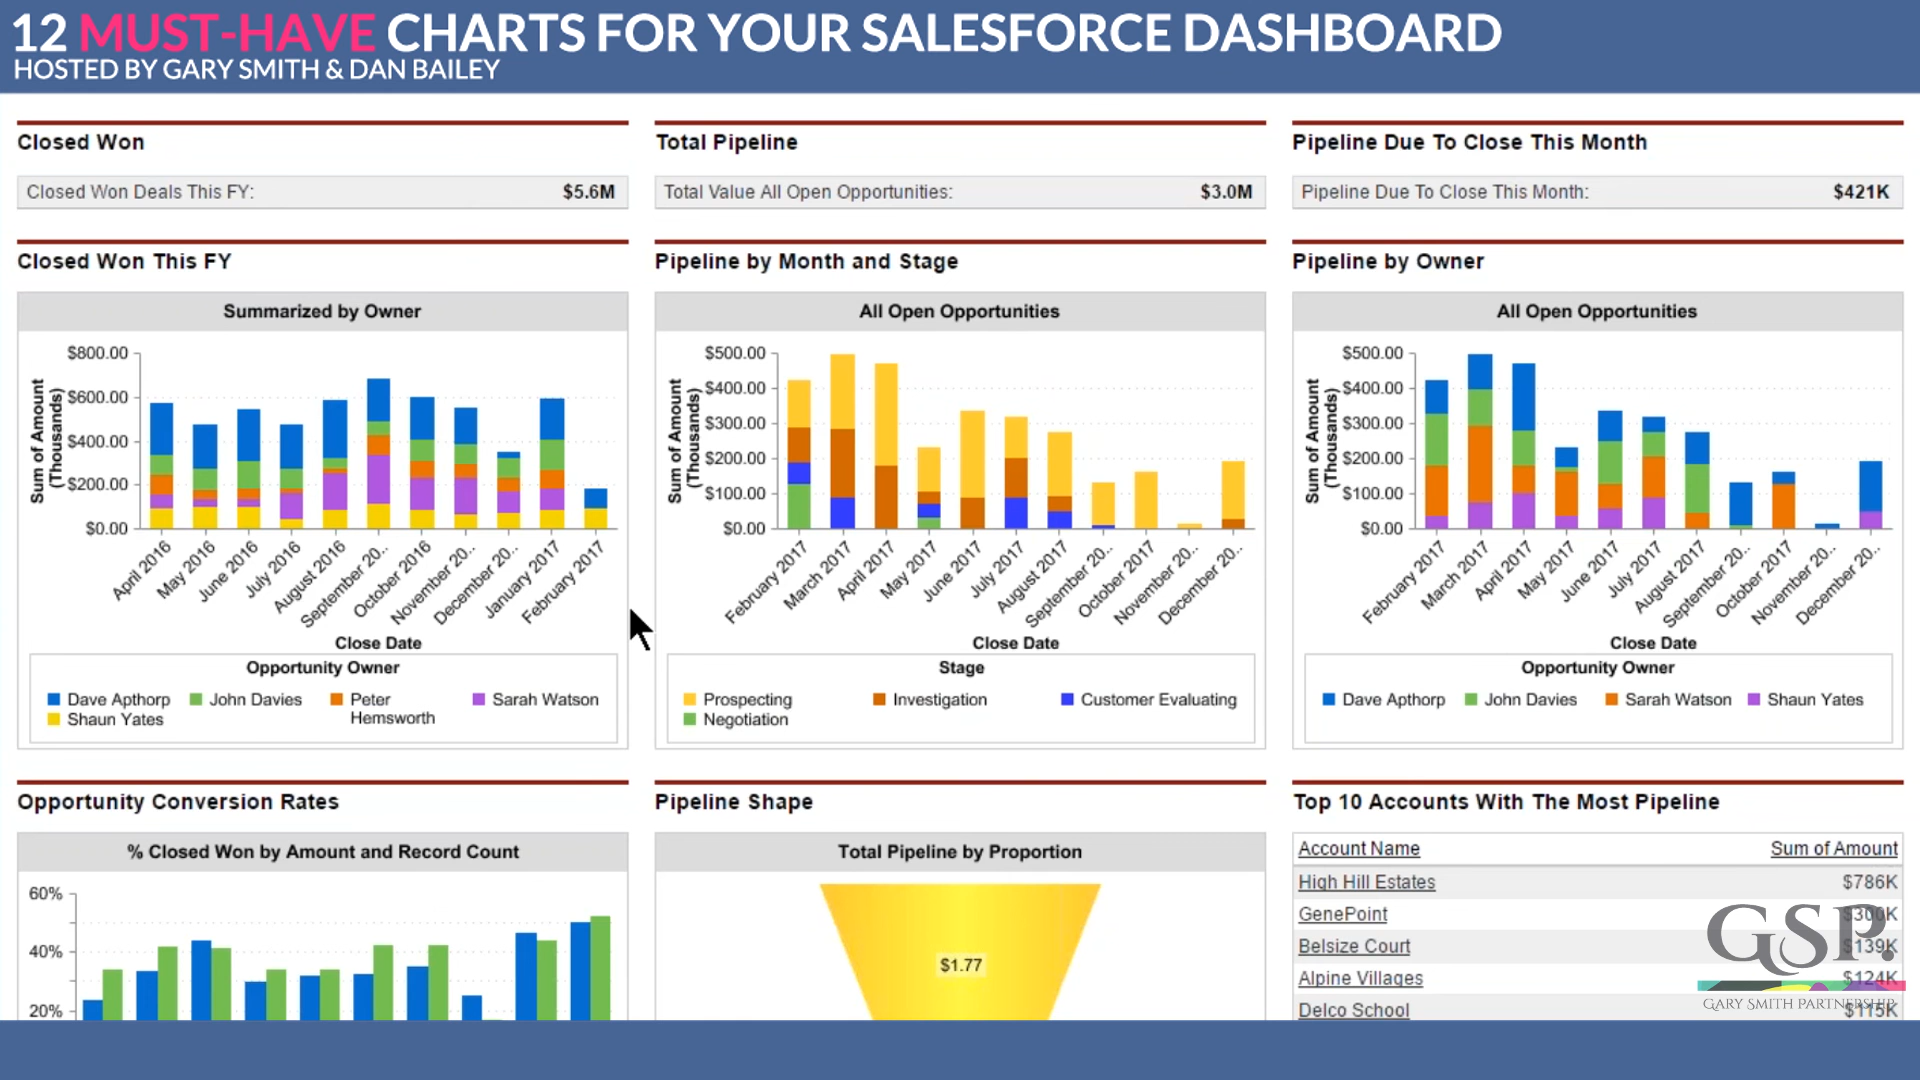 12 MUST-HAVE CHARTS FOR YOUR SALESFORCE DASHBOARD
HOSTED BY GARY SMITH & DAN BAILEY
Closed Won
Closed Won Deals This FY: $5.6M
Total Pipeline
Total Value All Open Opportunities: $3.0M
Pipeline Due To Close This Month
Pipeline Due To Close This Month: $421K
Closed Won This FY
Summarized by Owner
Sum of Amount
(Thousands)
$800.00
$600.00
$400.00
$200.00
$0.00
April 2016
May 2016
June 2016
July 2016
August 2016
September 20..
October 2016
November 20..
December 20..
January 2017
February 2017
Close Date
Opportunity Owner
Dave Apthorp
John Davies
Peter
Hemsworth
Sarah Watson
Shaun Yates
Pipeline by Month and Stage
All Open Opportunities
Sum of Amount
(Thousands)
$500.00
$400.00
$300.00
$200.00
$100.00
$0.00
February 2017
March 2017
April 2017
May 2017
June 2017
July 2017
August 2017
September 20..
October 2017
November 20..
December 20..
Close Date
Stage
Prospecting
Investigation
Customer Evaluating
Negotiation
Pipeline by Owner
All Open Opportunities
Sum of Amount
(Thousands)
$500.00
$400.00
$300.00
$200.00
$100.00
$0.00
February 2017
March 2017
April 2017
May 2017
June 2017
July 2017
August 2017
September 20..
October 2017
November 20..
December 20..
Close Date
Opportunity Owner
Dave Apthorp
John Davies
Sarah Watson
Shaun Yates
Opportunity Conversion Rates
% Closed Won by Amount and Record Count
60%
40%
20%
Pipeline Shape
Total Pipeline by Proportion
$1.77
Top 10 Accounts With The Most Pipeline
Account Name Sum of Amount
High Hill Estates $786K
GenePoint $300K
Belsize Court $139K
Alpine Villages $124K
Delco School $115K
GSP.
GARY SMITH PARTNERSHIP